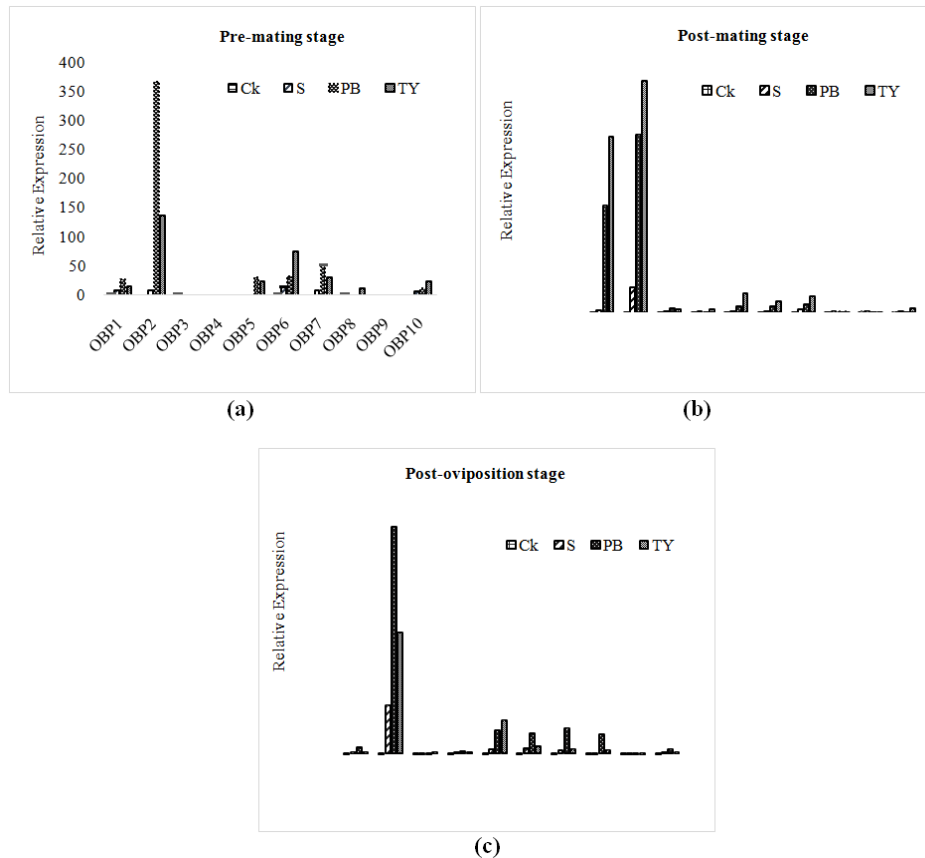 Pre-mating stage
Relative Expression
400
350
300
250
200
150
100
50
0
Ck S PB TY
OBP1 OBP2 OBP3 OBP4 OBP5 OBP6 OBP7 OBP8 OBP9 OBP10
(a)
Post-mating stage
Relative Expression
Ck S PB TY
(b)
Post-oviposition stage
Relative Expression
Ck S PB TY
(c)